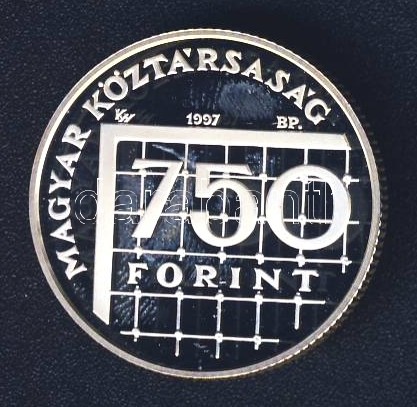 MAGYAR KÖZTÁRSASÁG
1997 BP.
750
FORINT